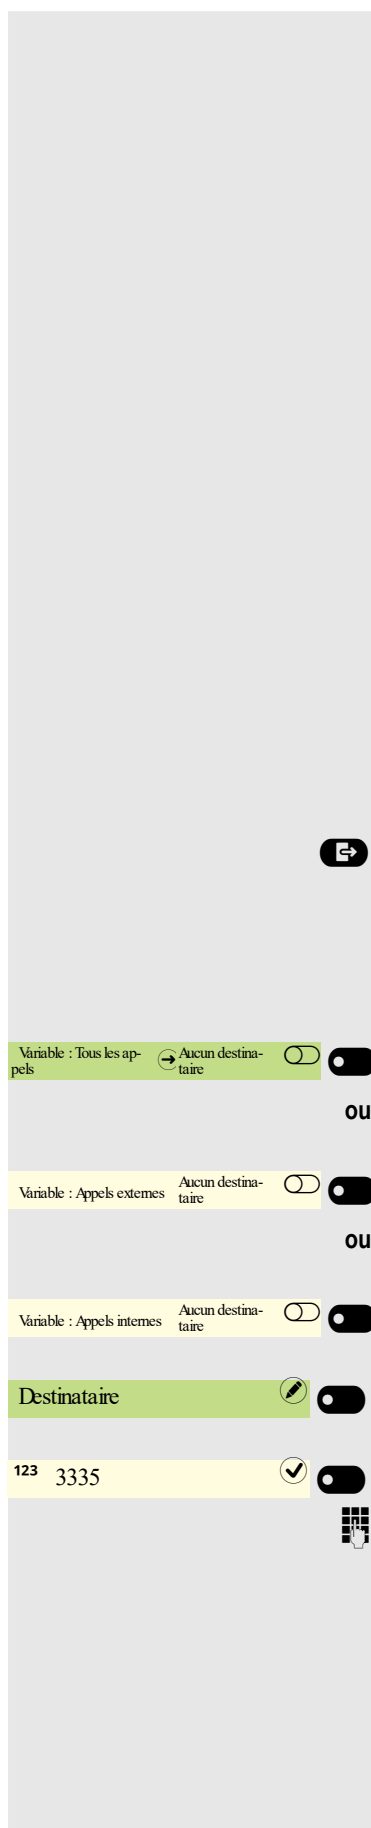 Variable : Tous les ap-
pels
Aucun destina-
taire
ou
Variable : Appels externes
Aucun destina-
taire
ou
Variable : Appels internes
Aucun destina-
taire
Destinataire
123 3335